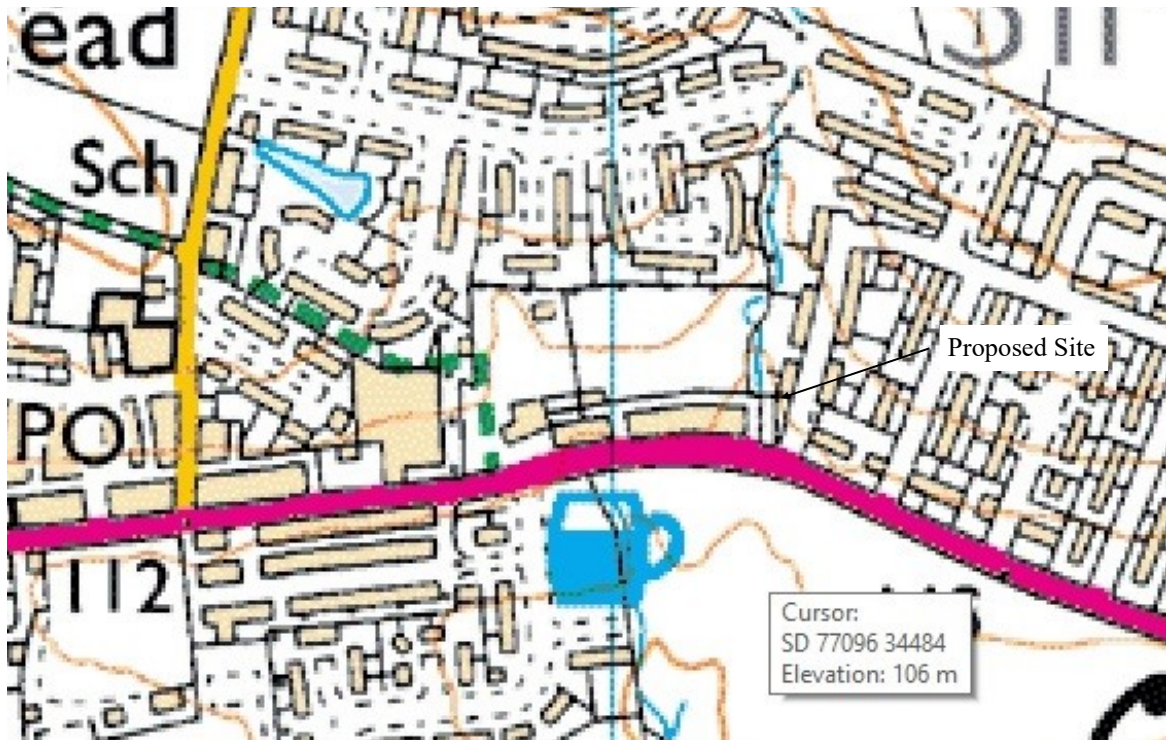 ead
Sch
Proposed Site
PO
112
Cursor:
SD 77096 34484
Elevation: 106 m